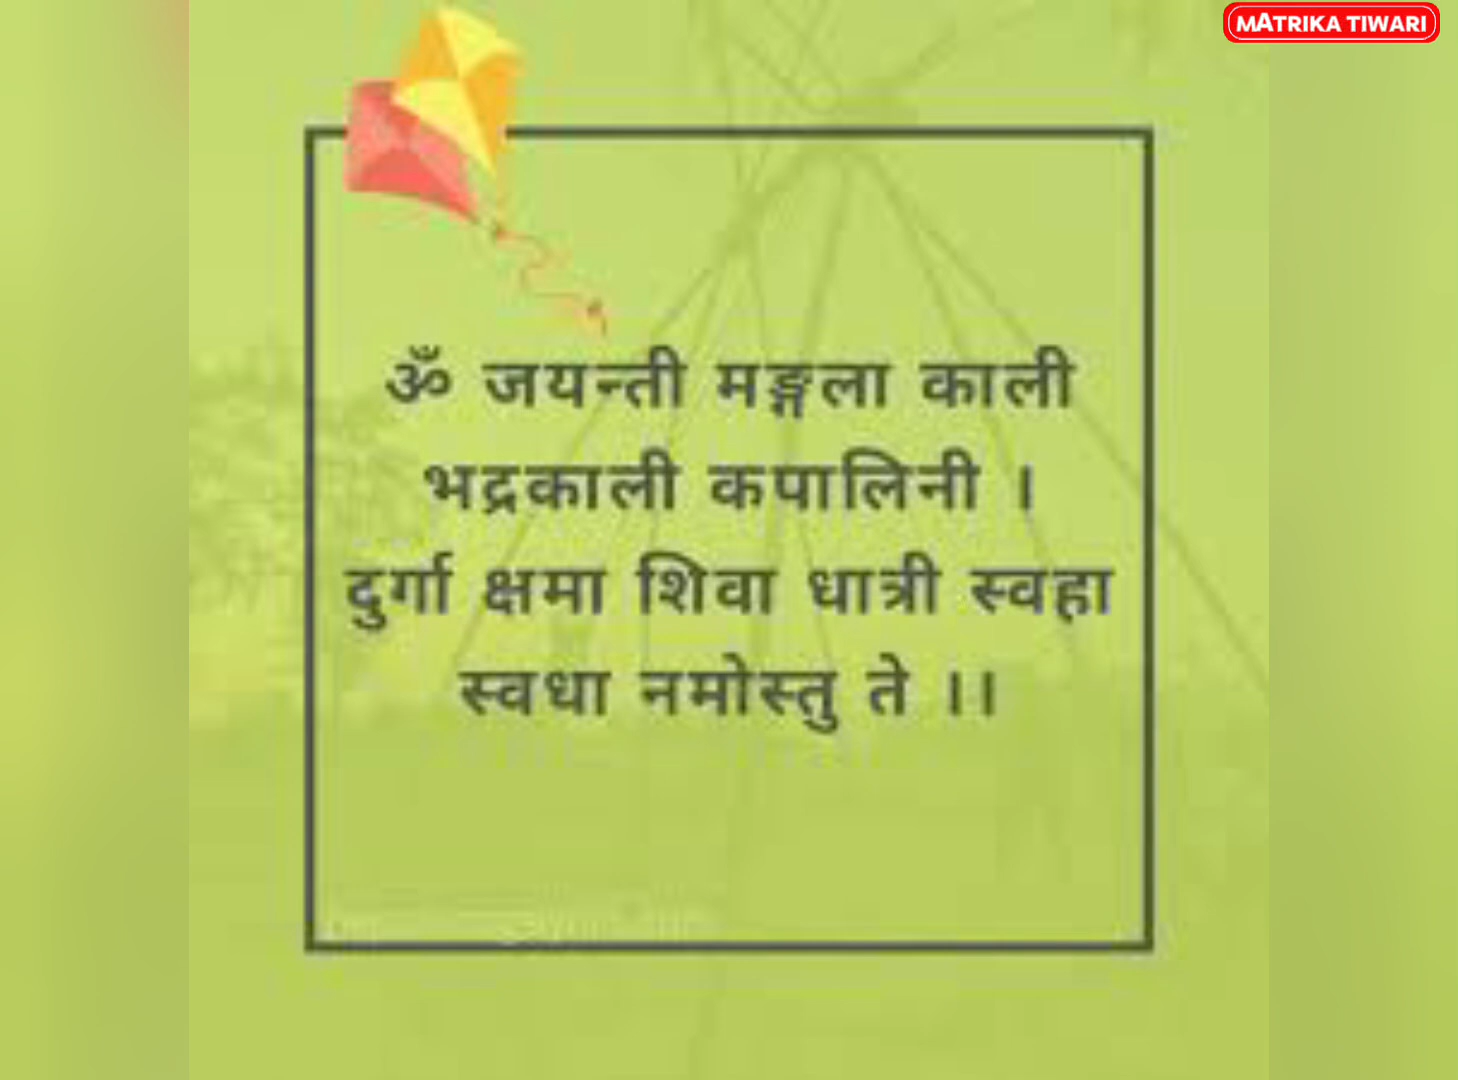 MATRIKA TIWARI
ॐ जयन्ती मङ्गला काली
भद्रकाली कपालिनी ।
दुर्गा क्षमा शिवा धात्री स्वहा
स्वधा नमोस्तु ते ।।